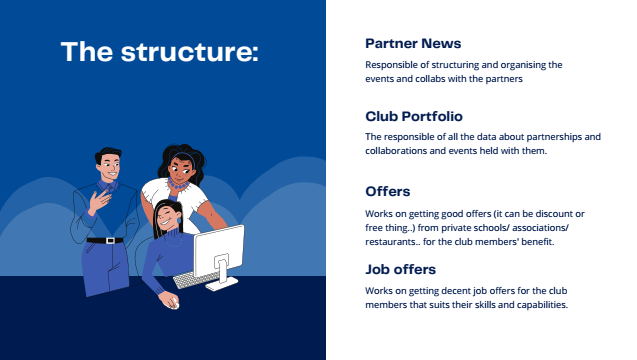 The structure:
Partner News
Responsible of structuring and organising the
events and collabs with the partners
Club Portfolio
The responsible of all the data about partnerships and
collaborations and events held with them.
Offers
Works on getting good offers (it can be discount or
free thing..) from private schools/ associations/
restaurants.. for the club members' benefit.
Job offers
Works on getting decent job offers for the club
members that suits their skills and capabilities.